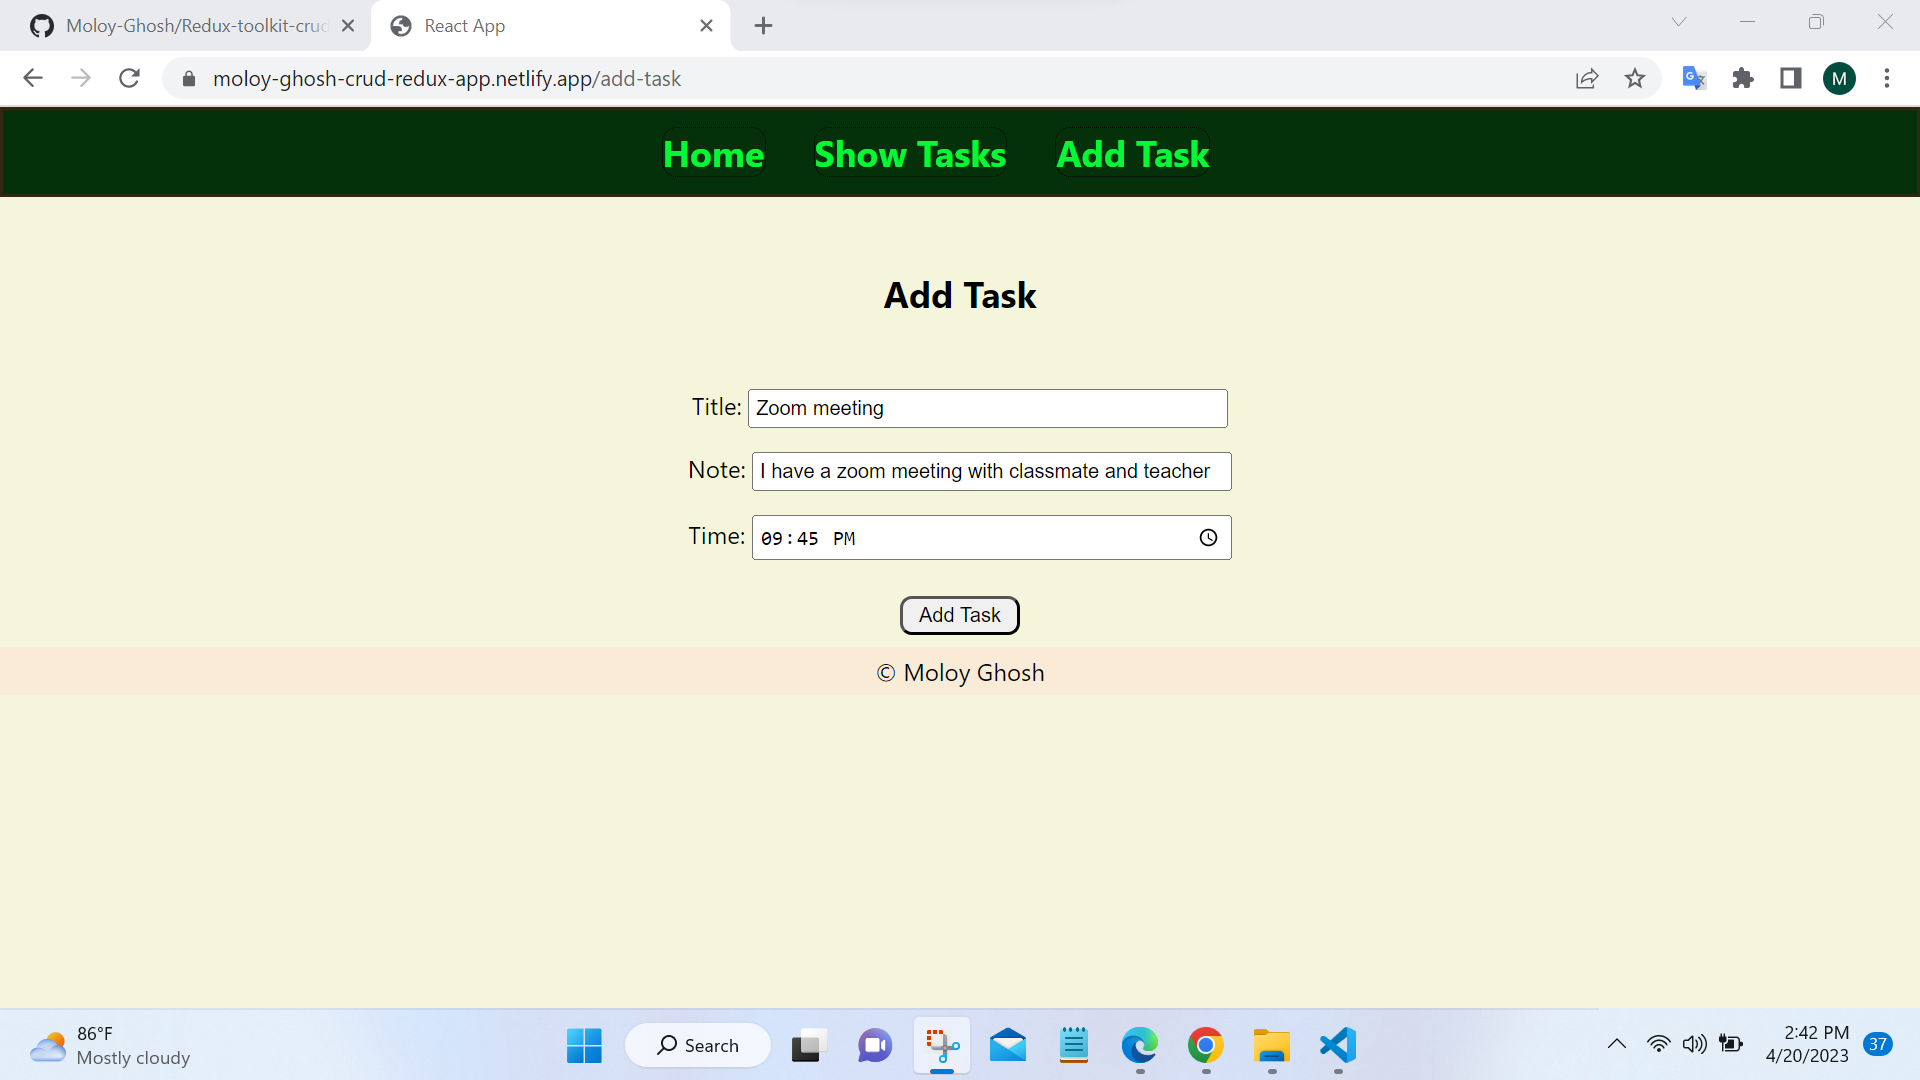 Moloy-Ghosh/Redux-toolkit-crud
React App
moloy-ghosh-crud-redux-app.netlify.app/add-task
M
Home Show Tasks Add Task
Add Task
Title: Zoom meeting
Note: I have a zoom meeting with classmate and teacher
Time: 09:45 PM
Add Task
© Moloy Ghosh
86°F
Mostly cloudy
Search
2:42 PM
4/20/2023
37